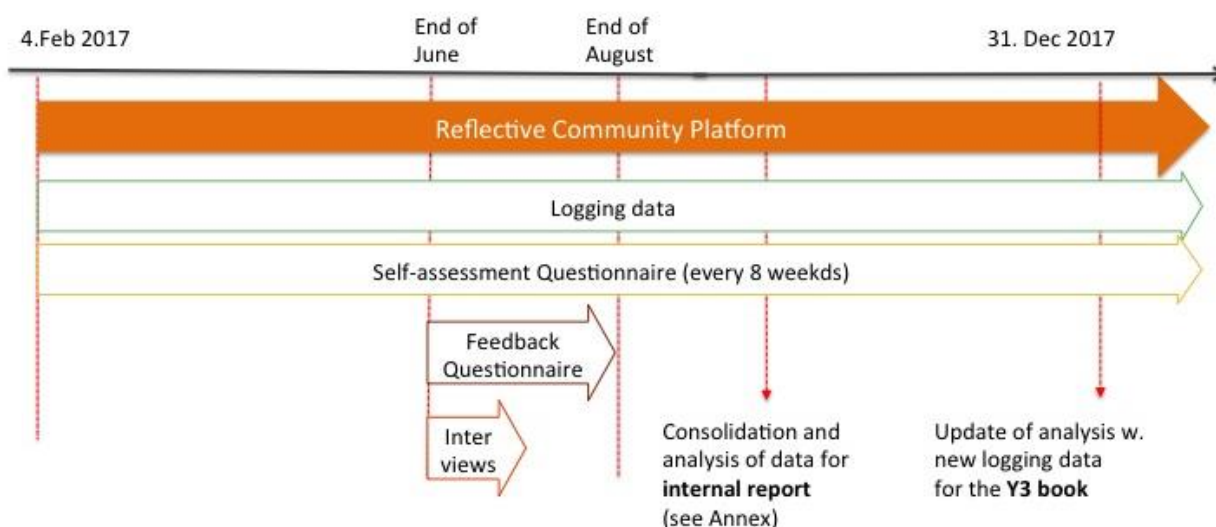 4.Feb 2017
End of
June
End of
August
31. Dec 2017
Reflective Community Platform
Logging data
Self-assessment Questionnaire (every 8 weekds)
Feedback
Questionnaire
Inter
views
Consolidation and
analysis of data for
internal report
(see Annex)
Update of analysis w.
new logging data
for the Y3 book